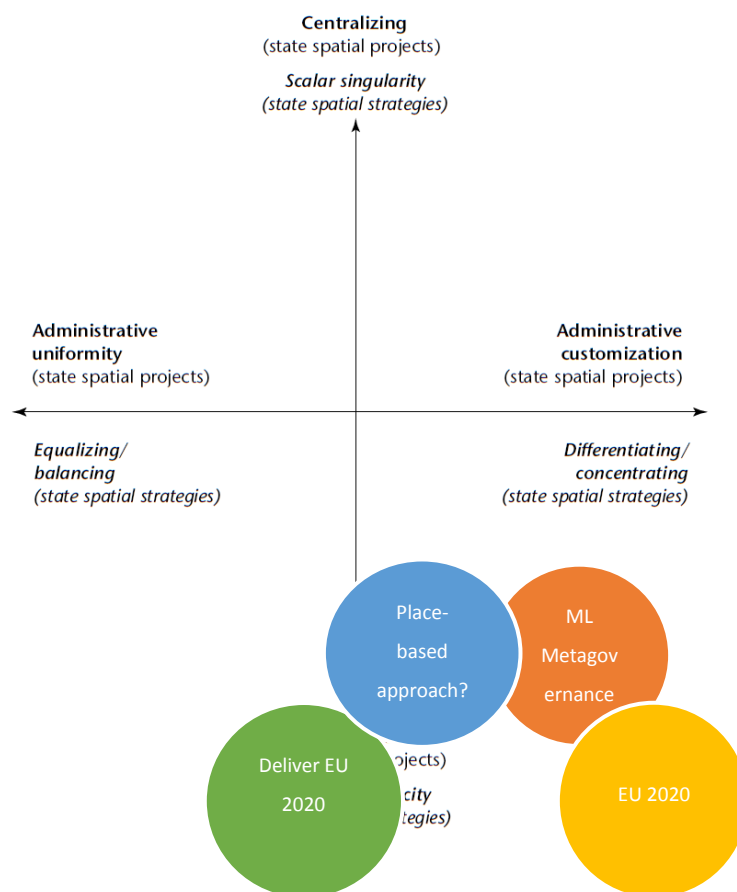 Centralizing
(state spatial projects)
Scalar singularity
(state spatial strategies)
Administrative
uniformity
(state spatial projects)
Administrative
customization
(state spatial projects)
Equalizing/
balancing
(state spatial strategies)
Differentiating/
concentrating
(state spatial strategies)
Place-
based
approach?
ML
Metagov
ernance
ojects)
Deliver EU
2020
city
tegies)
EU 2020